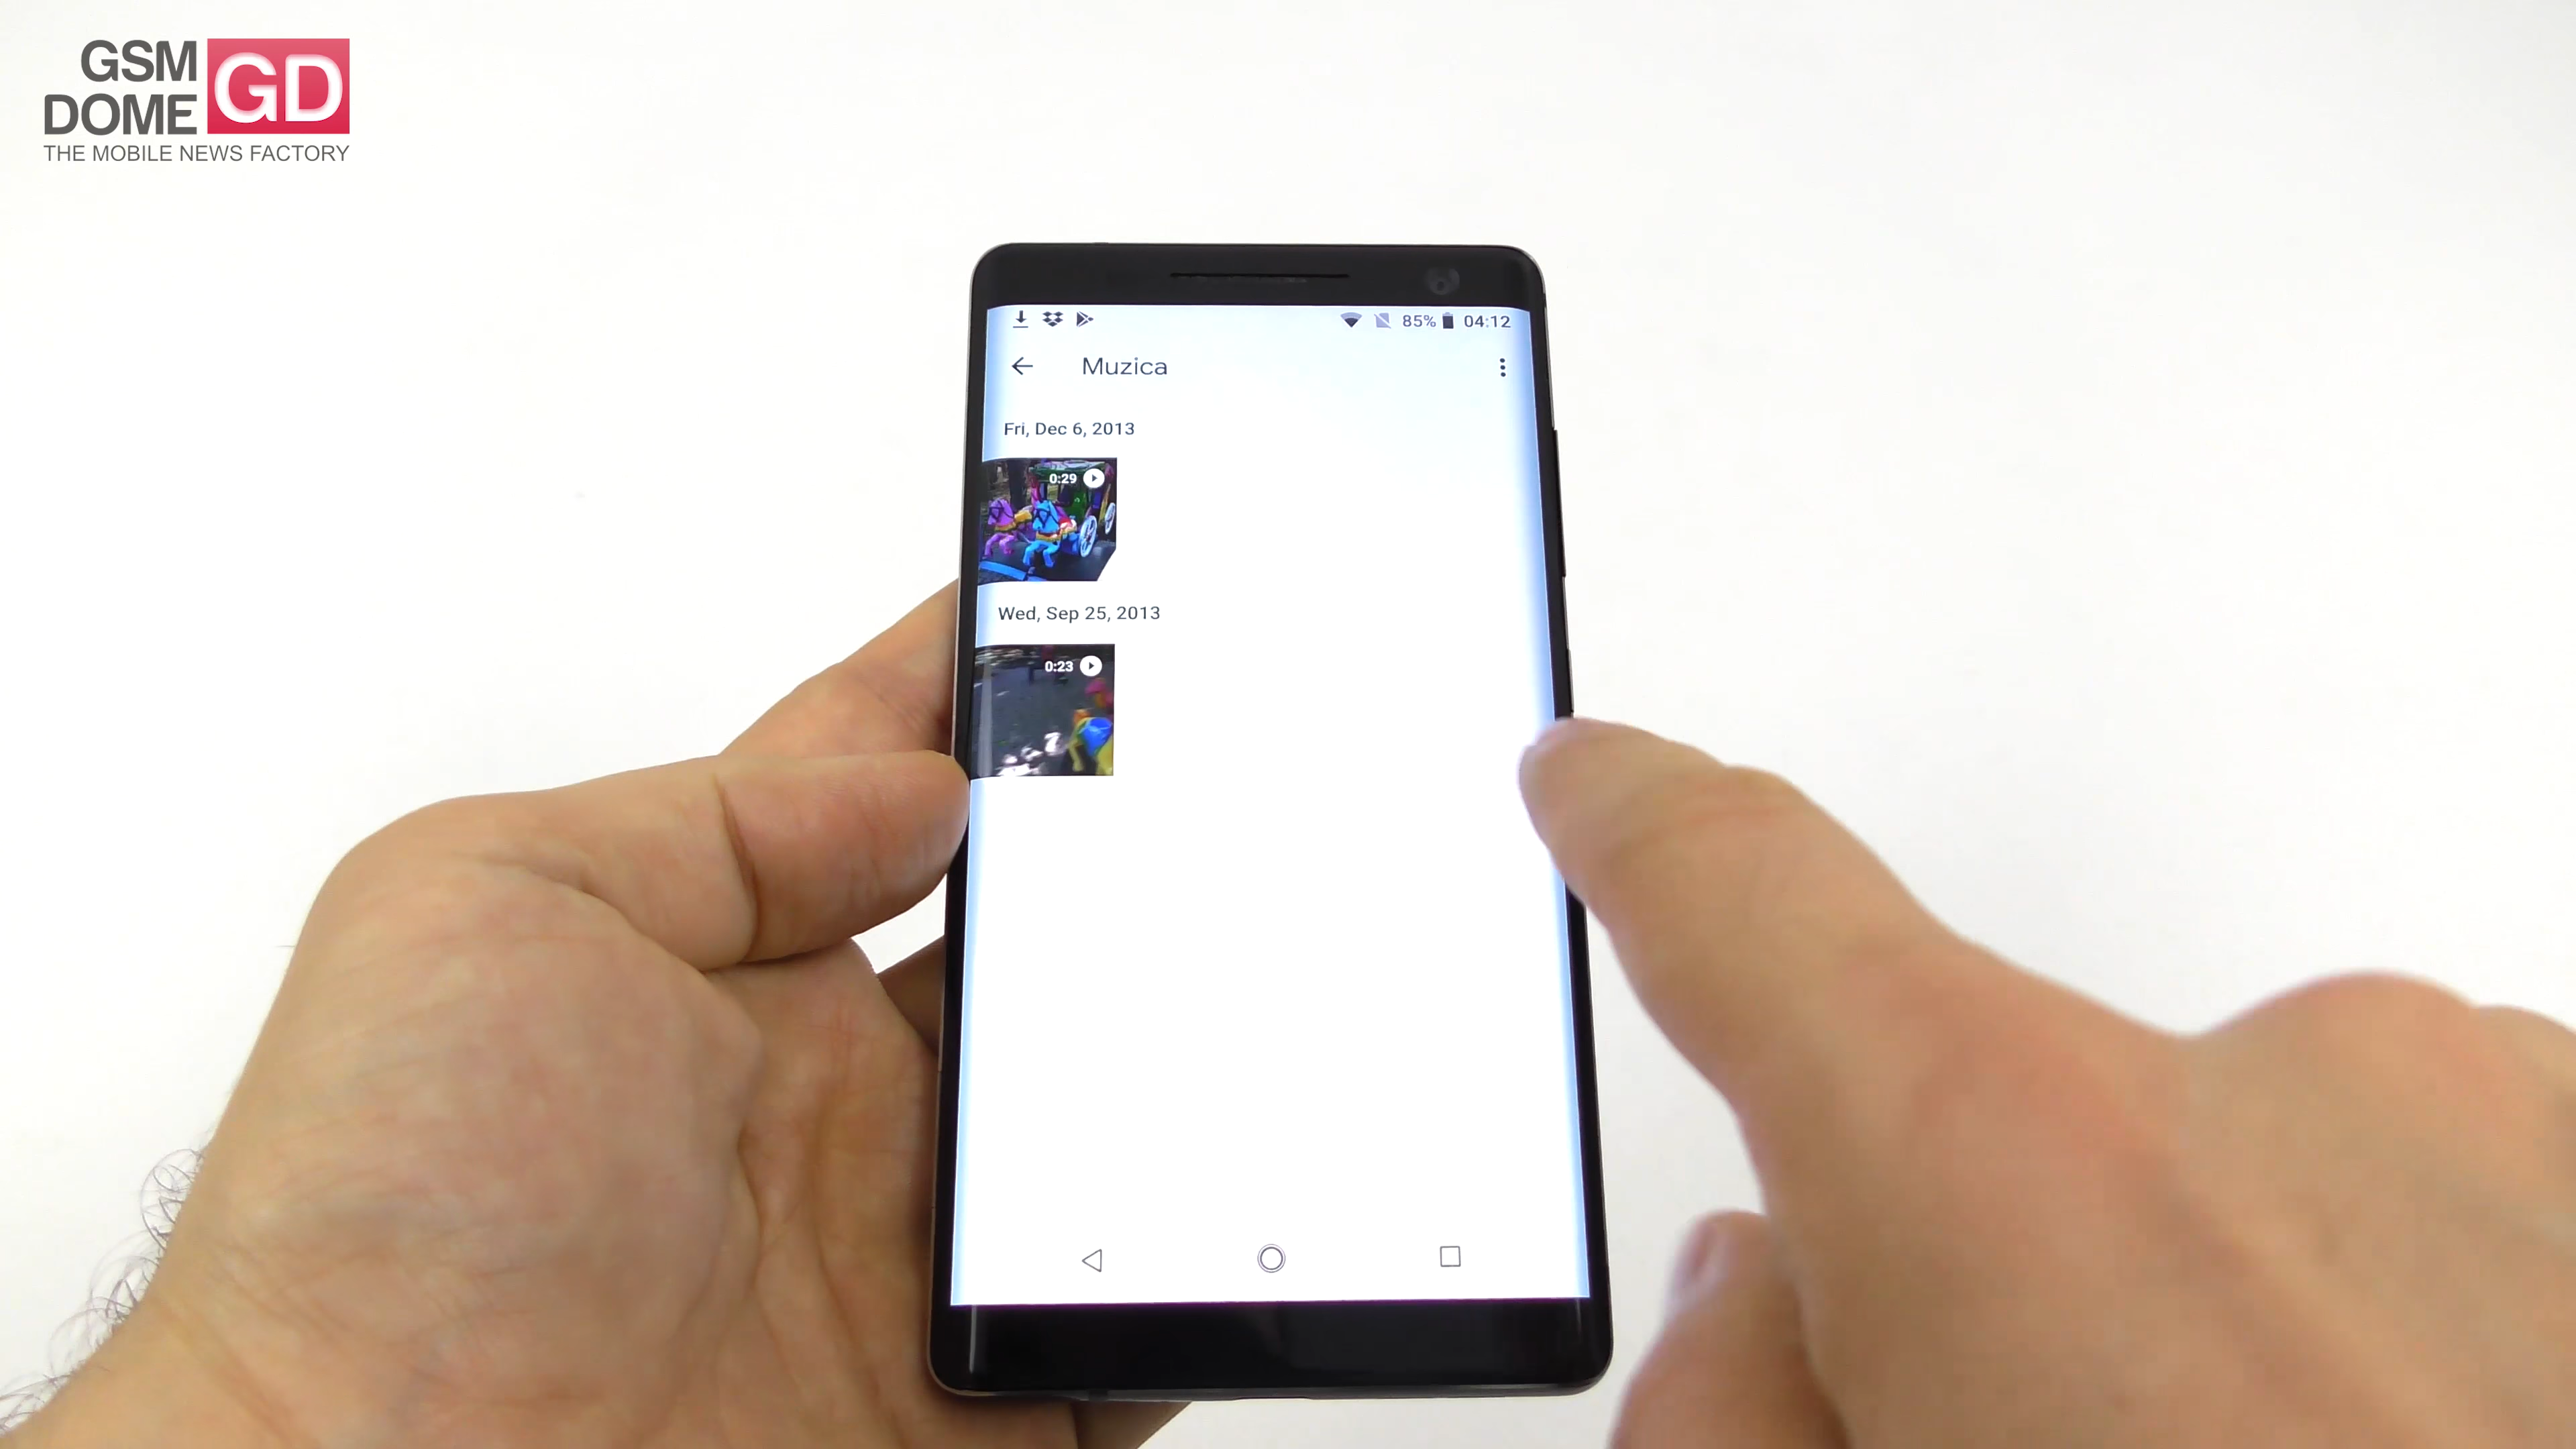 GSM
DOME
GD
THE MOBILE NEWS FACTORY
85% 04:12
Muzica
Fri, Dec 6, 2013
0:29
Wed, Sep 25, 2013
0:23